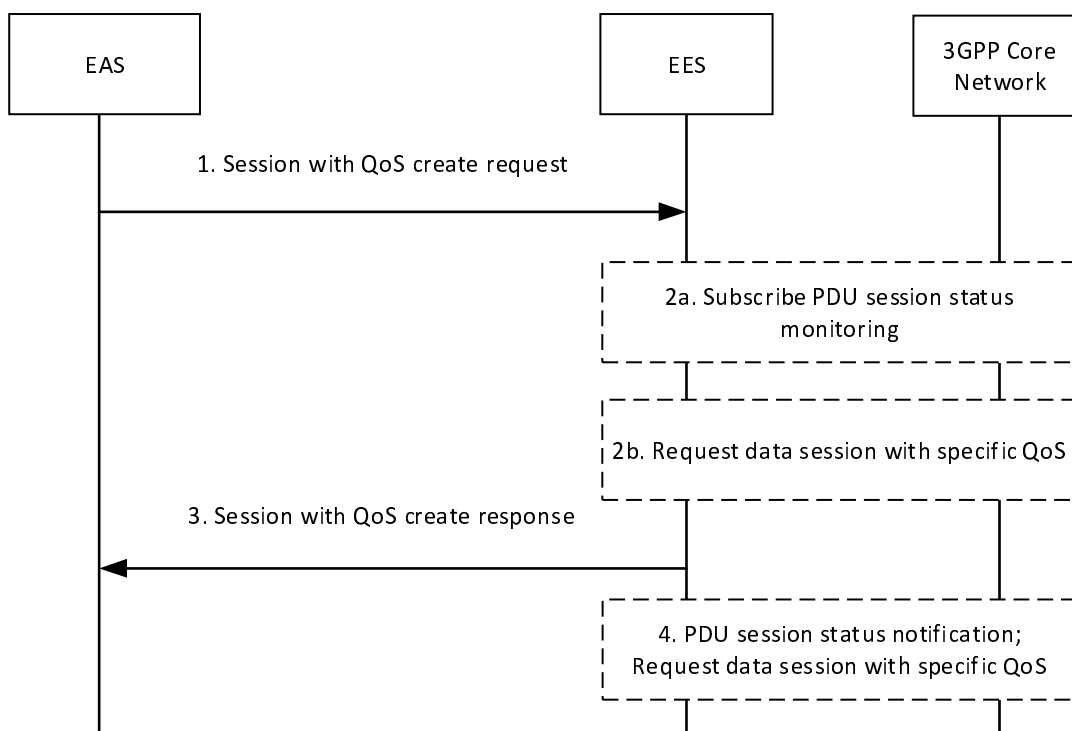 EAS
EES
3GPP Core
Network
1. Session with QoS create request
2a. Subscribe PDU session status
monitoring
2b. Request data session with specific QoS
3. Session with QoS create response
4. PDU session status notification;
Request data session with specific QoS